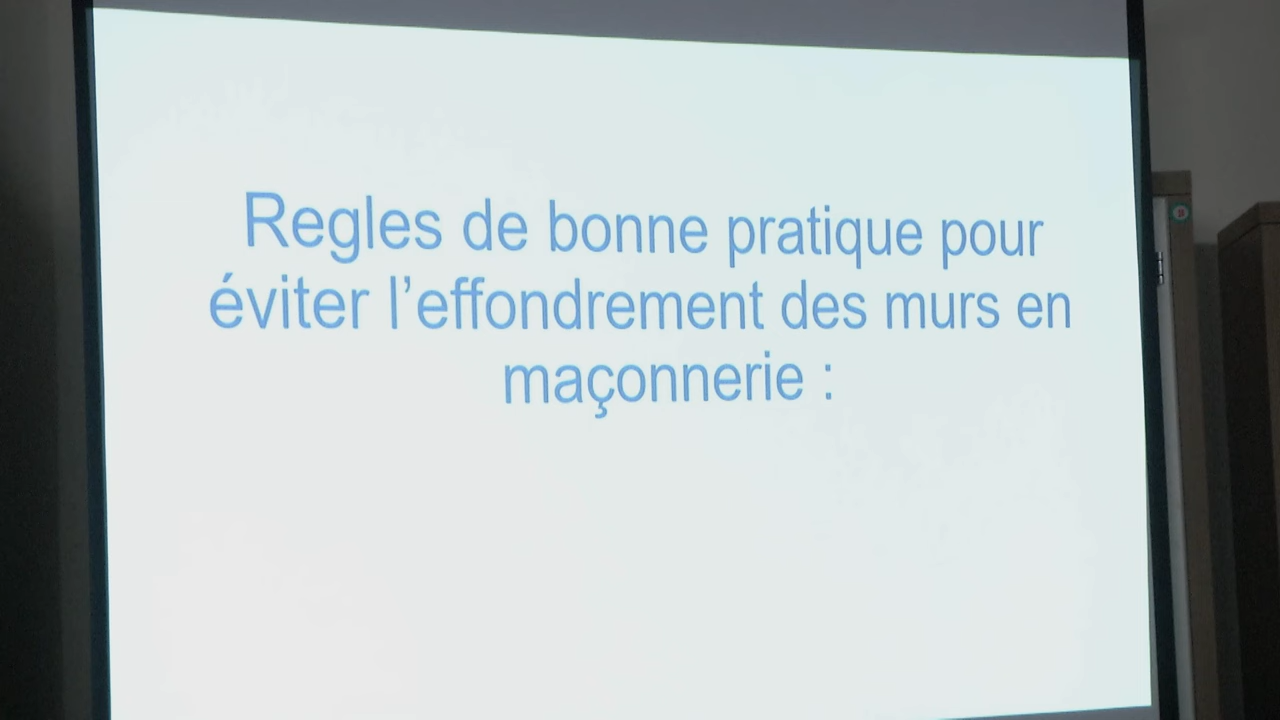 Regles de bonne pratique pour
éviter l’effondrement des murs en
maçonnerie :